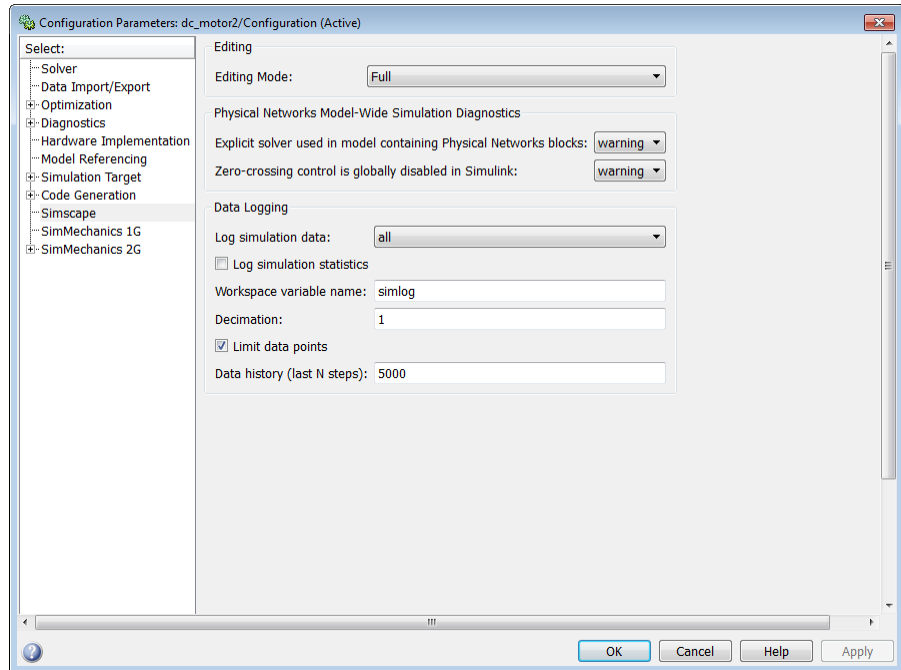 Configuration Parameters: dc_motor2/Configuration (Active)
Select:
Solver
Data Import/Export
Optimization
Diagnostics
Hardware Implementation
Model Referencing
Simulation Target
Code Generation
Simscape
SimMechanics 1G
SimMechanics 2G
Editing
Editing Mode: Full
Physical Networks Model-Wide Simulation Diagnostics
Explicit solver used in model containing Physical Networks blocks: warning
Zero-crossing control is globally disabled in Simulink: warning
Data Logging
Log simulation data: all
Log simulation statistics
Workspace variable name: simlog
Decimation: 1
Limit data points
Data history (last N steps): 5000
OK Cancel Help Apply